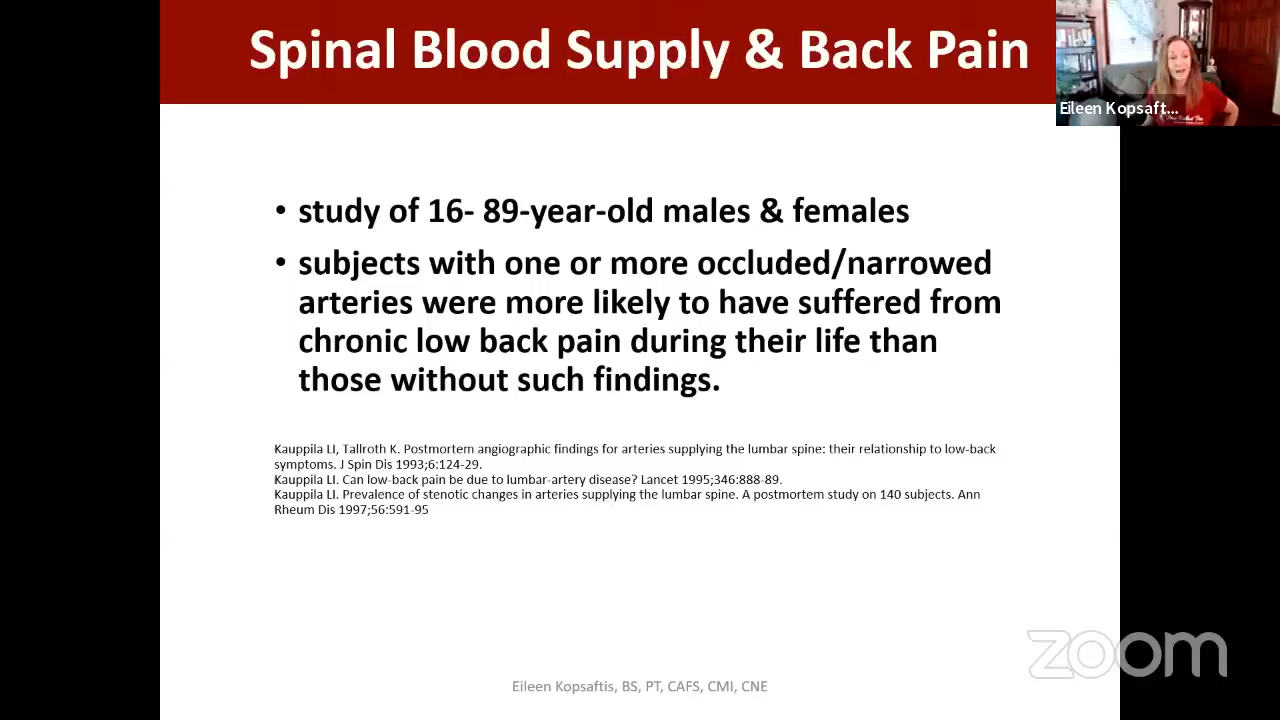 Spinal Blood Supply & Back Pain
Eileen Kopsaft...
• study of 16- 89-year-old males & females
• subjects with one or more occluded/narrowed
arteries were more likely to have suffered from
chronic low back pain during their life than
those without such findings.
Kauppila LI, Tallroth K. Postmortem angiographic findings for arteries supplying the lumbar spine: their relationship to low-back
symptoms. J Spin Dis 1993;6:124-29.
Kauppila LI. Can low-back pain be due to lumbar-artery disease? Lancet 1995;346:888-89.
Kauppila LI. Prevalence of stenotic changes in arteries supplying the lumbar spine. A postmortem study on 140 subjects. Ann
Rheum Dis 1997;56:591-95
zoom
Eileen Kopsaftis, BS, PT, CAFS, CMI, CNE